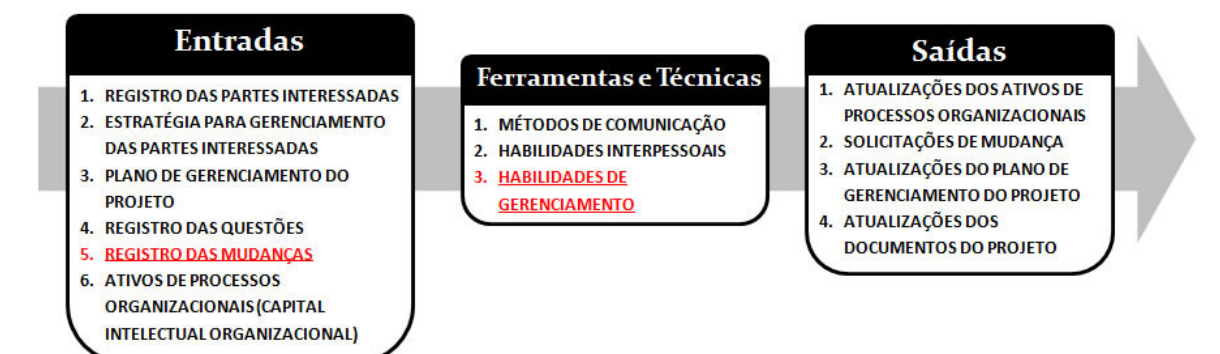 Entradas
1. REGISTRO DAS PARTES INTERESSADAS
2. ESTRATÉGIA PARA GERENCIAMENTO
DAS PARTES INTERESSADAS
3. PLANO DE GERENCIAMENTO DO
PROJETO
4. REGISTRO DAS QUESTÕES
5. REGISTRO DAS MUDANÇAS
6. ATIVOS DE PROCESSOS
ORGANIZACIONAIS(CAPITAL
INTELECTUAL ORGANIZACIONAL)
Ferramentas e Técnicas
1. MÉTODOS DE COMUNICAÇÃO
2. HABILIDADES INTERPESSOAIS
3. HABILIDADES DE
GERENCIAMENTO
Saídas
1. ATUALIZAÇÕES DOS ATIVOS DE
PROCESSOS ORGANIZACIONAIS
2. SOLICITAÇÕES DE MUDANÇA
3. ATUALIZAÇÕES DO PLANO DE
GERENCIAMENTO DO PROJETO
4. ATUALIZAÇÕES DOS
DOCUMENTOS DO PROJETO